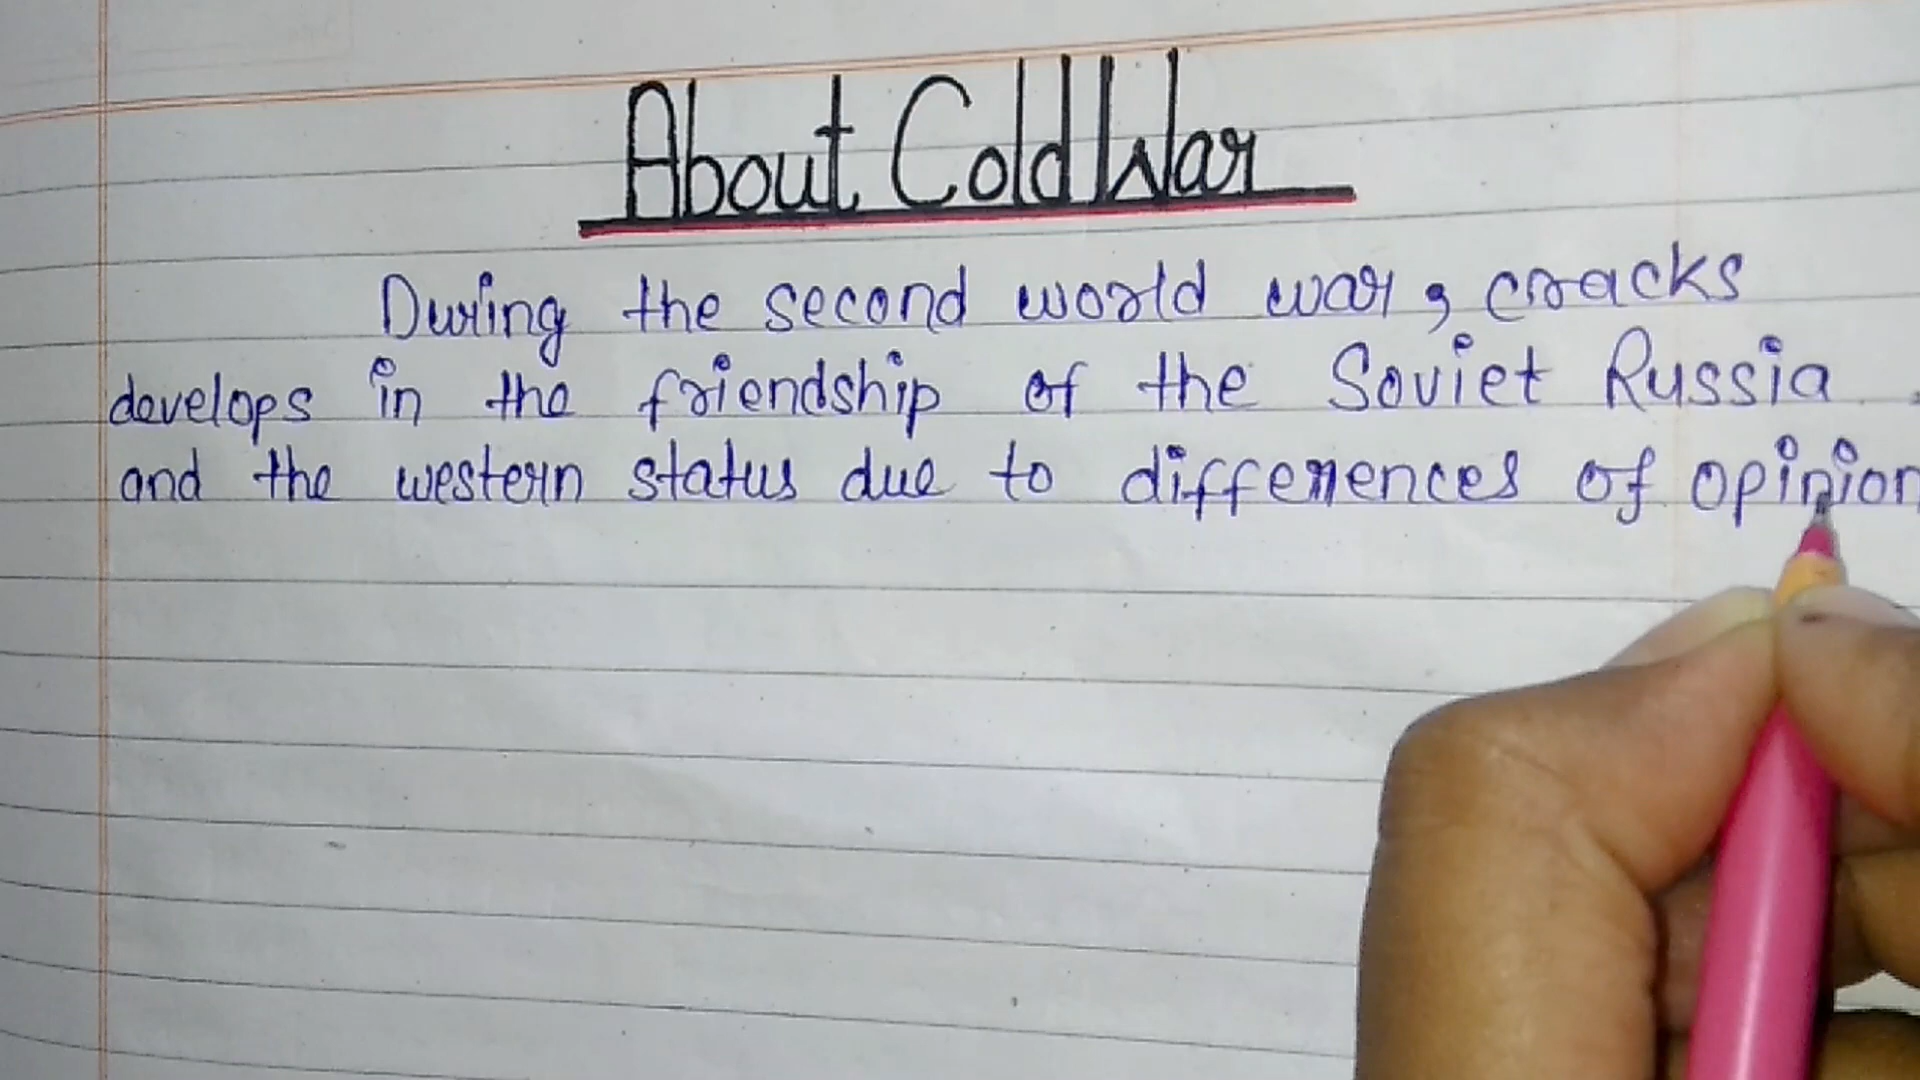 About Cold War
During the second world war, cracks
develops in the friendship of the Soviet Russia
and the western status due to differences of opinion